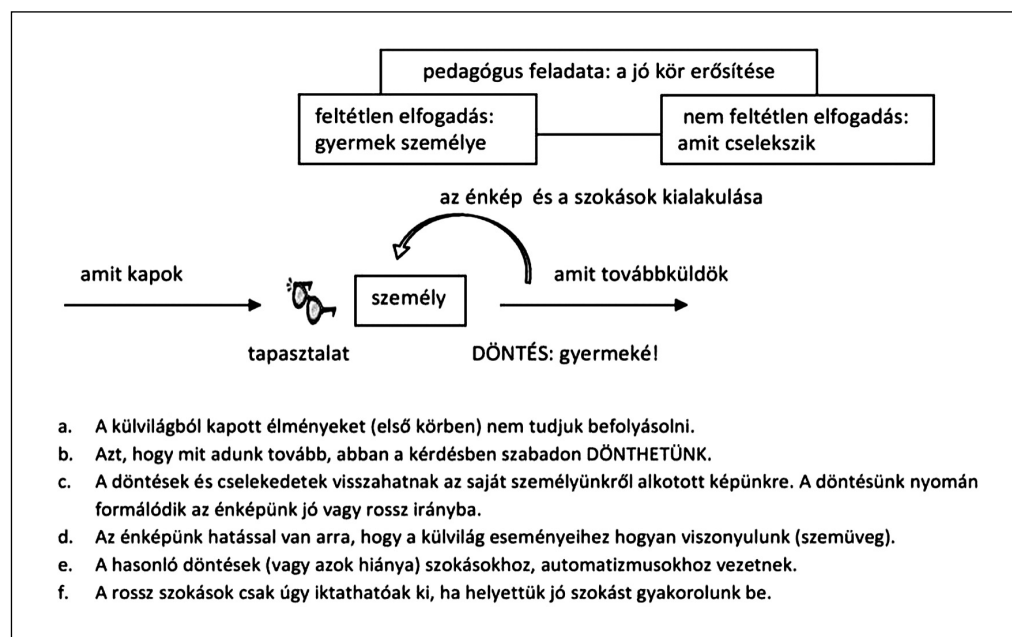 pedagógus feladata: a jó kör erősítése
feltétlen elfogadás:
gyermek személye
nem feltétlen elfogadás:
amit cselekszik
az énkép és a szokások kialakulása
amit kapok
amit továbbküldök
személy
tapasztalat
DÖNTÉS: gyermeké!
a. A külvilágból kapott élményeket (első körben) nem tudjuk befolyásolni.
b. Azt, hogy mit adunk tovább, abban a kérdésben szabadon DÖNTHETÜNK.
c. A döntések és cselekedetek visszahatnak az saját személyünkről alkotott képünkre. A döntésünk nyomán
formálódik az énképünk jó vagy rossz irányba.
d. Az énképünk hatással van arra, hogy a külvilág eseményeihez hogyan viszonyulunk (szemüveg).
e. A hasonló döntések (vagy azok hiánya) szokásokhoz, automatizmusokhoz vezetnek.
f. A rossz szokások csak úgy iktathatóak ki, ha helyettük jó szokást gyakorolunk be.